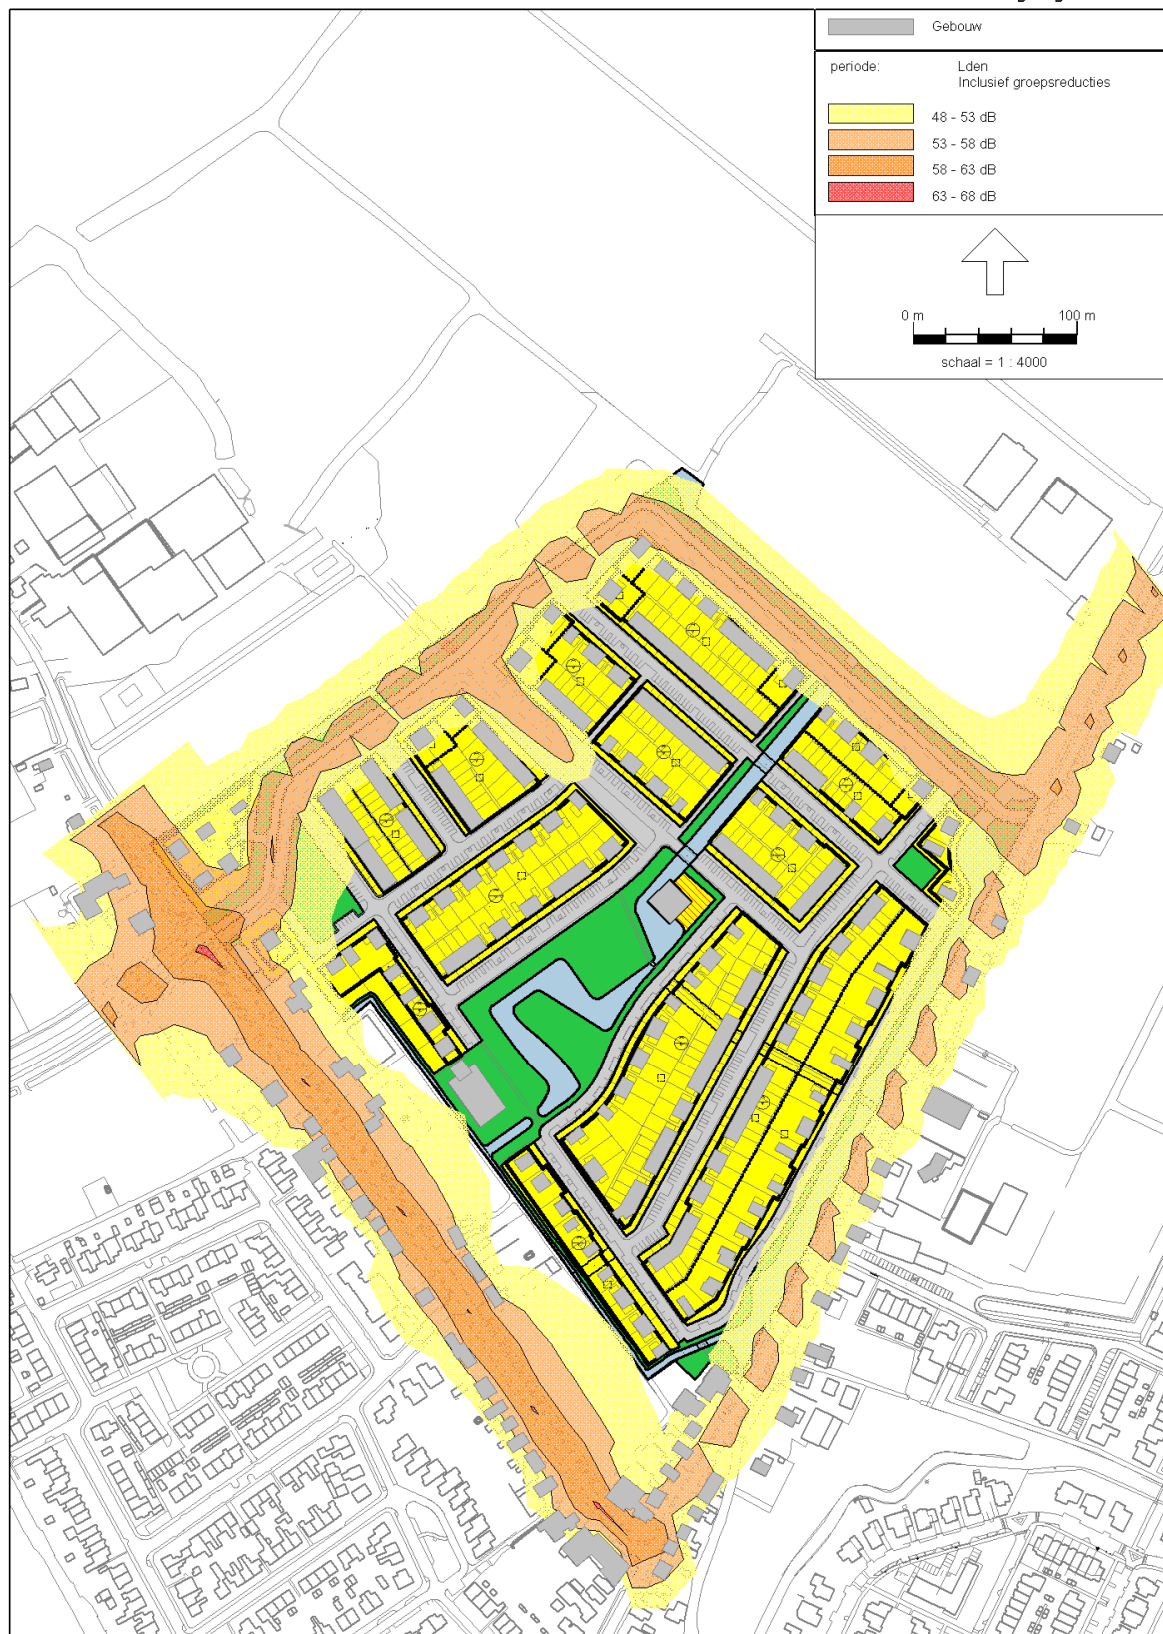 Gebouw
periode: Lden
Inclusief groepsreducties
48 - 53 dB
53 - 58 dB
58 - 63 dB
63 - 68 dB
0 m 100 m
schaal = 1 : 4000